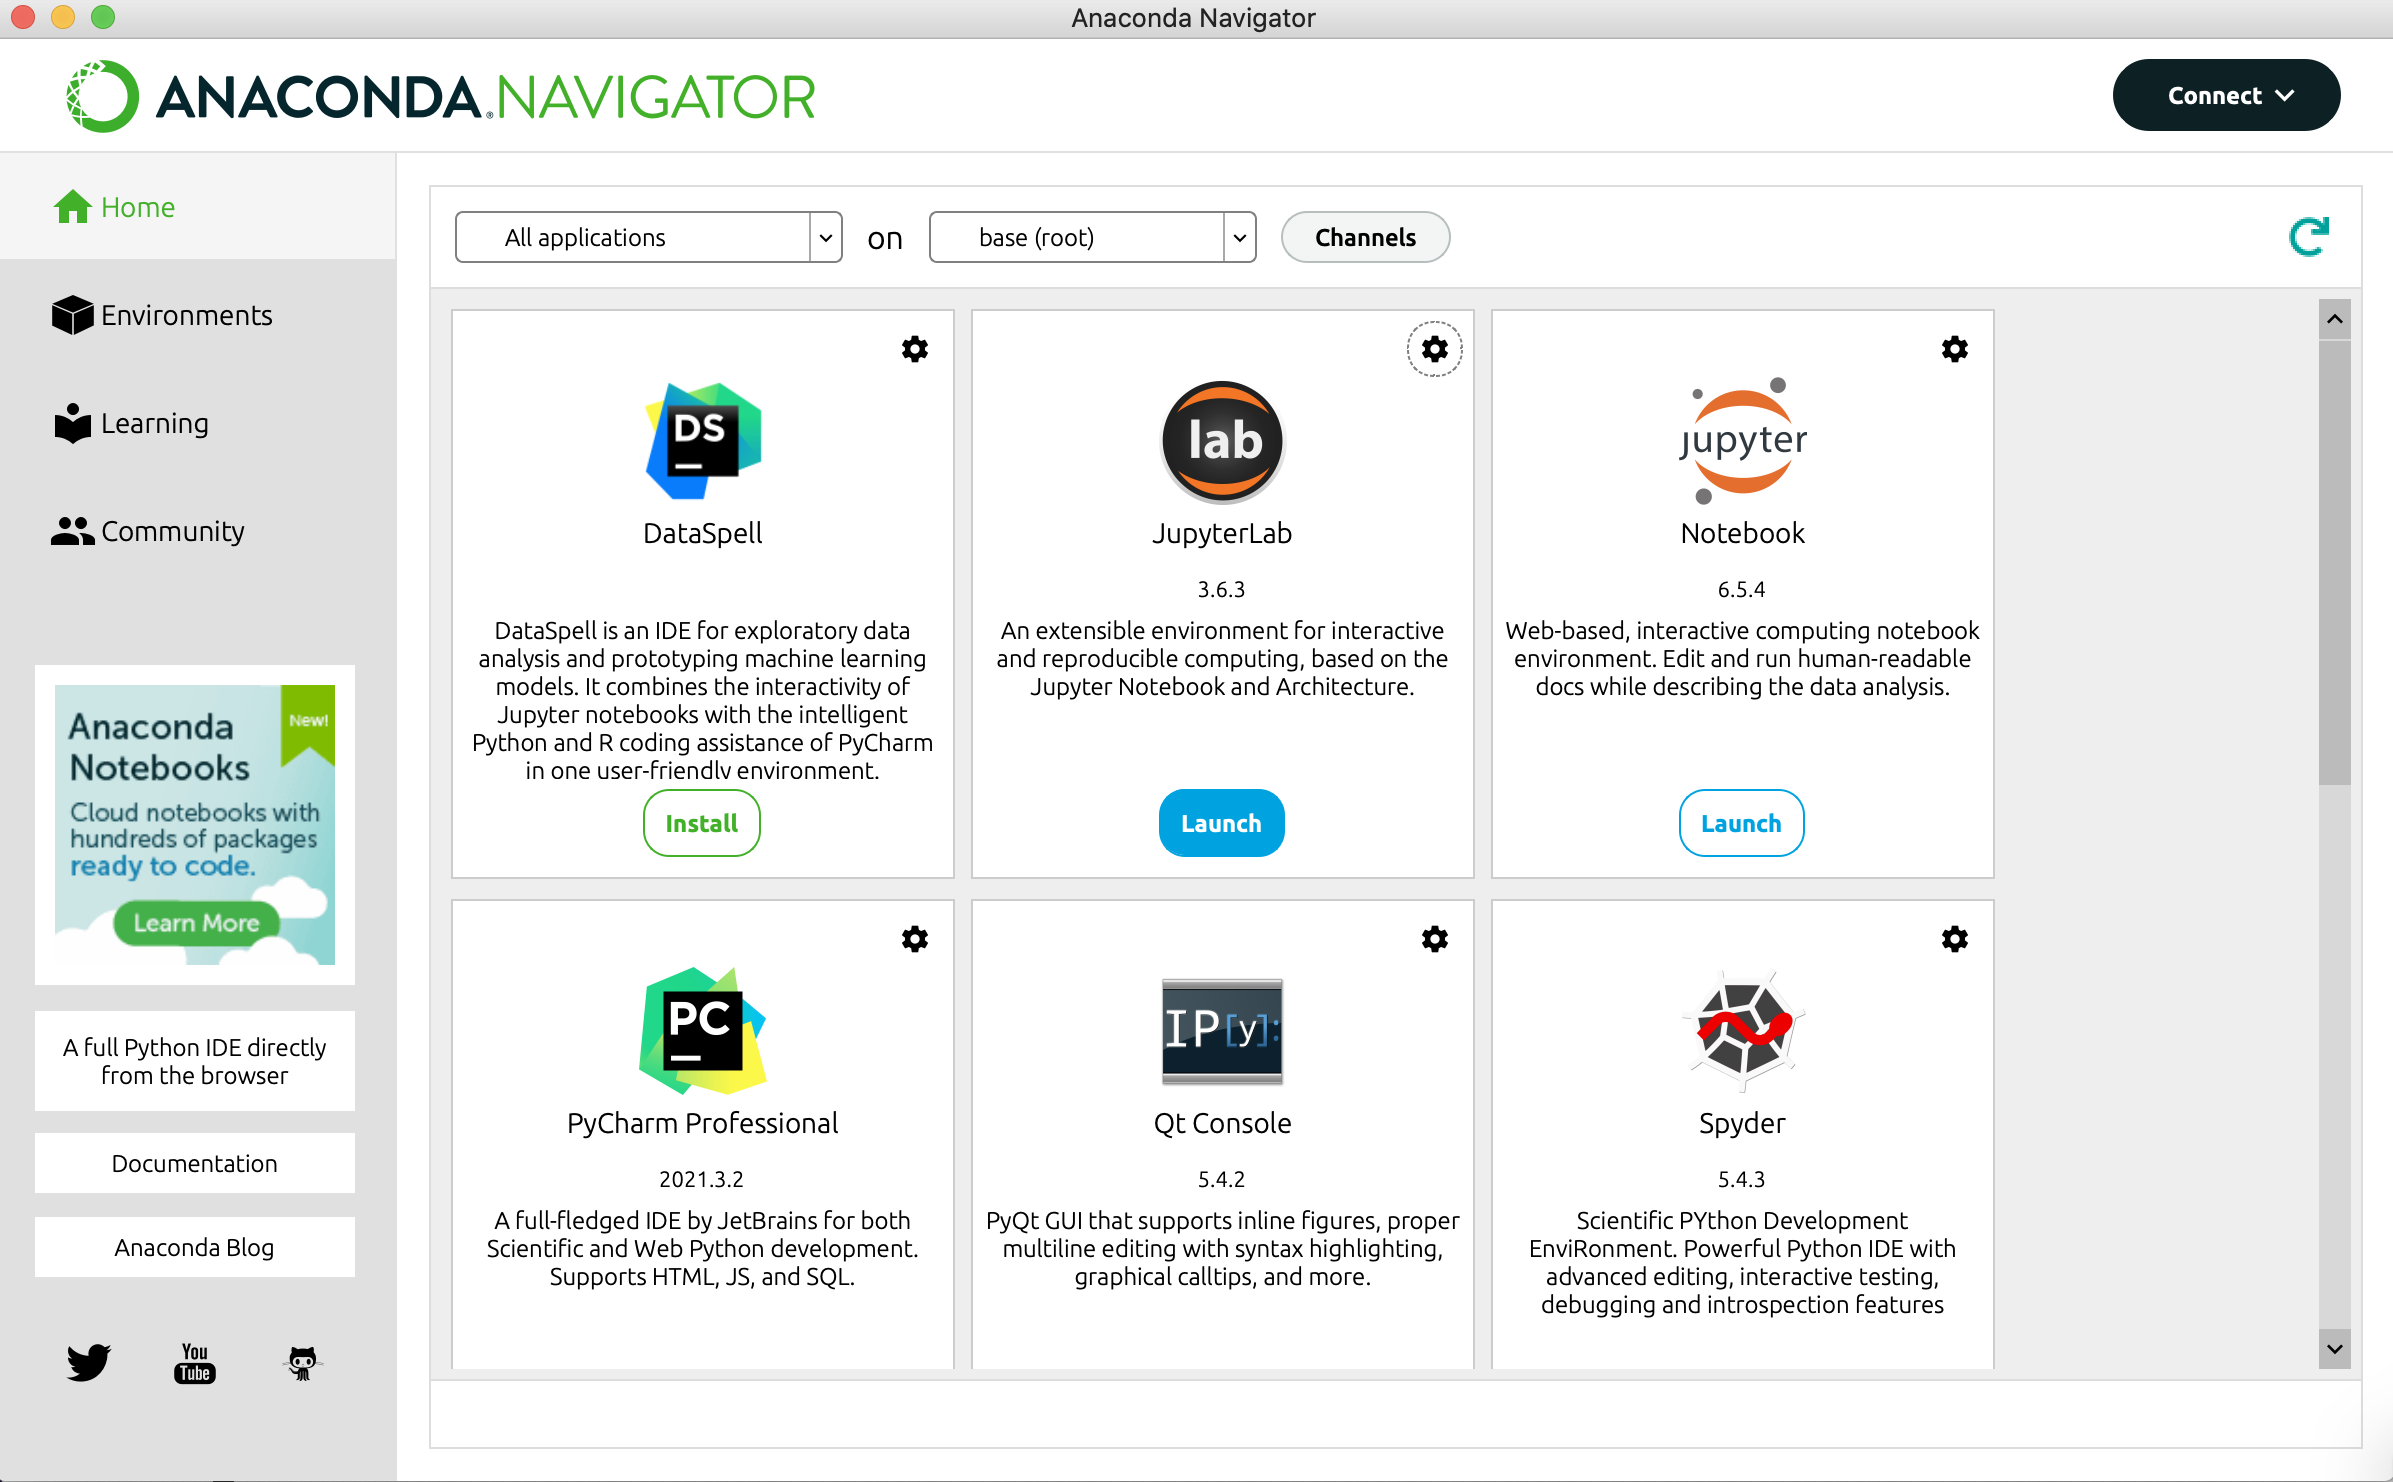 Anaconda Navigator
ANACONDA.NAVIGATOR
Connect
Home
Environments
Learning
Community
Anaconda
Notebooks
New!
Cloud notebooks with
hundreds of packages
ready to code.
Learn More
A full Python IDE directly
from the browser
Documentation
Anaconda Blog
You
Tube
All applications
on
base (root)
Channels
DS
DataSpell
DataSpell is an IDE for exploratory data
analysis and prototyping machine learning
models. It combines the interactivity of
Jupyter notebooks with the intelligent
Python and R coding assistance of PyCharm
in one user-friendly environment.
Install
lab
JupyterLab
3.6.3
An extensible environment for interactive
and reproducible computing, based on the
Jupyter Notebook and Architecture.
Launch
jupyter
Notebook
6.5.4
Web-based, interactive computing notebook
environment. Edit and run human-readable
docs while describing the data analysis.
Launch
PC
PyCharm Professional
2021.3.2
A full-fledged IDE by JetBrains for both
Scientific and Web Python development.
Supports HTML, JS, and SQL.
IP[y]:
Qt Console
5.4.2
PyQt GUI that supports inline figures, proper
multiline editing with syntax highlighting,
graphical calltips, and more.
Spyder
5.4.3
Scientific PYthon Development
EnviRonment. Powerful Python IDE with
advanced editing, interactive testing,
debugging and introspection features